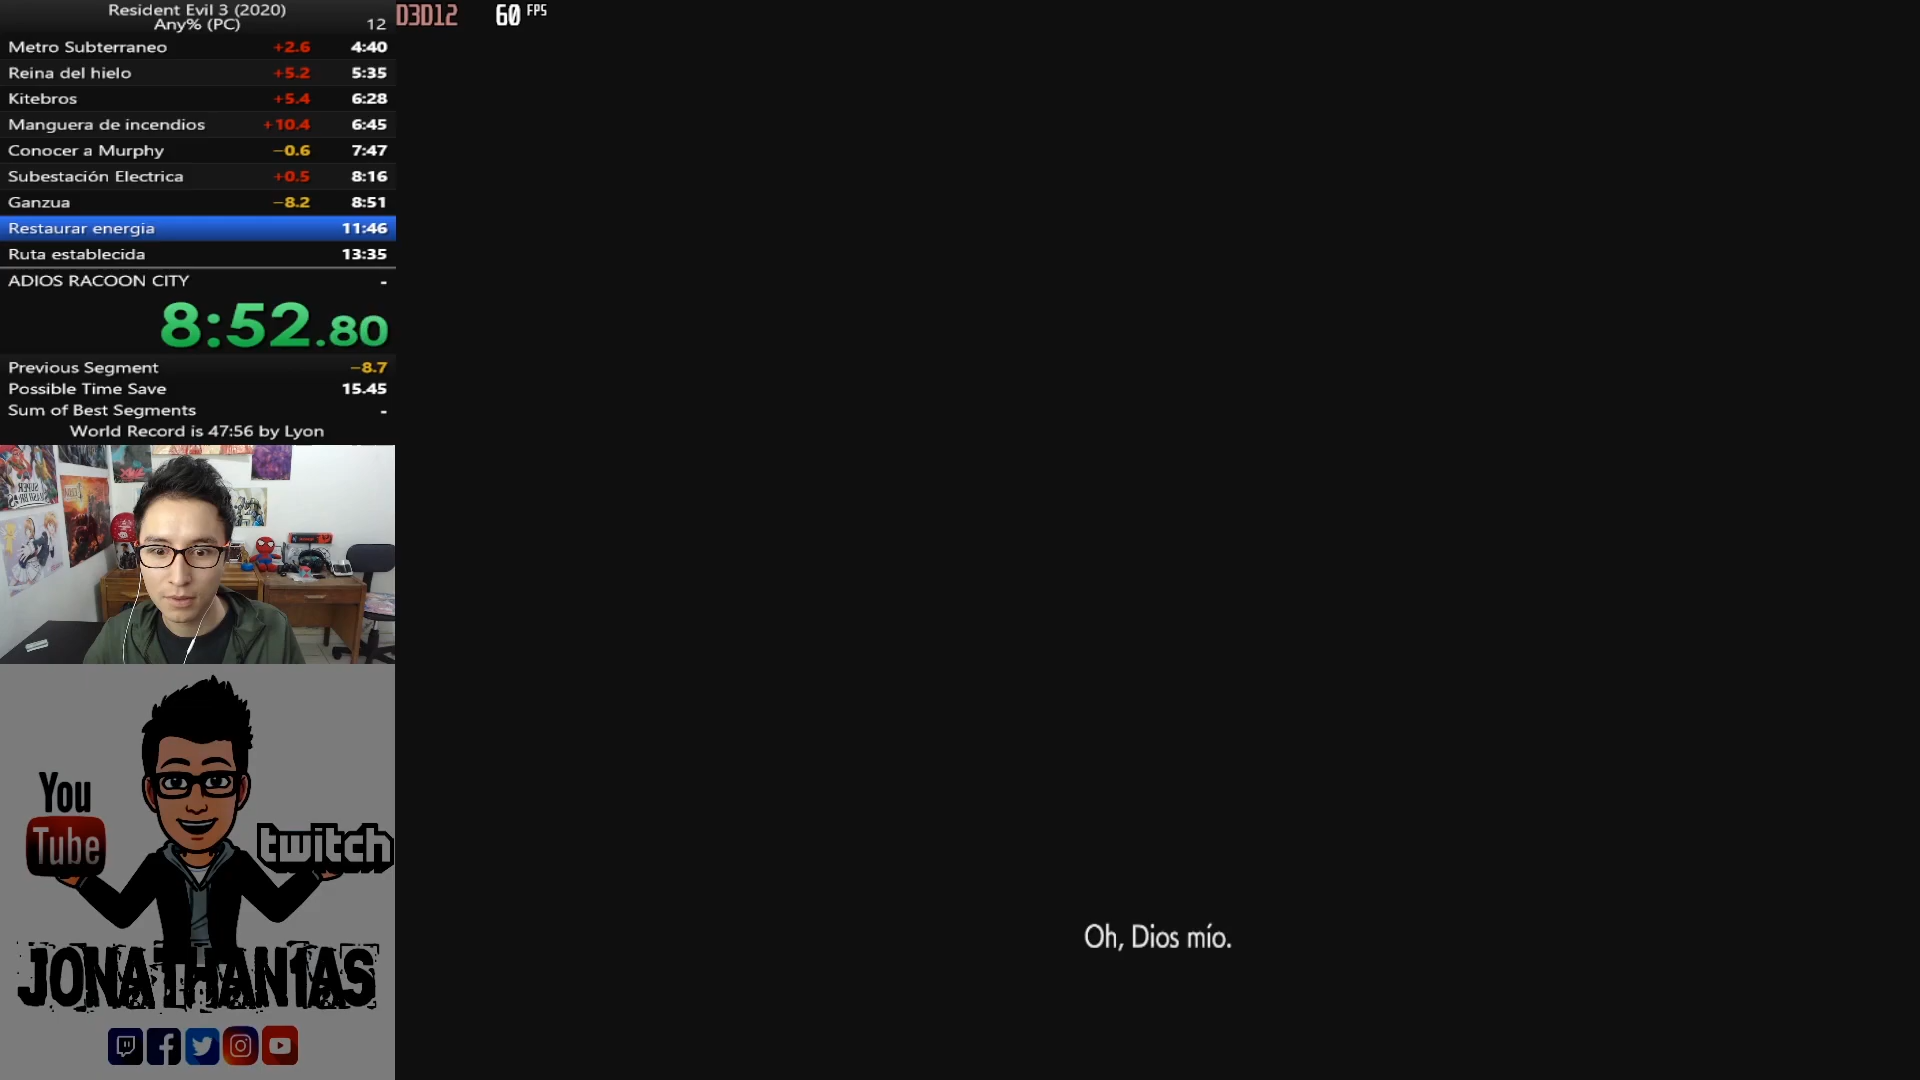 Resident Evil 3 (2020)
Any% (PC) 12
Metro Subterraneo +2.6 4:40
Reina del hielo +5.2 5:35
Kitebros +5.4 6:28
Manguera de incendios +10.4 6:45
Conocer a Murphy −0.6 7:47
Subestación Electrica +0.5 8:16
Ganzua −8.2 8:51
Restaurar energía 11:46
Ruta establecida 13:35
ADIOS RACOON CITY -
8:52.80
Previous Segment −8.7
Possible Time Save 15.45
Sum of Best Segments -
World Record is 47:56 by Lyon
D3D12 60 FPS
You
Tube
twitch
JONATHAN1AS
Oh, Dios mío.